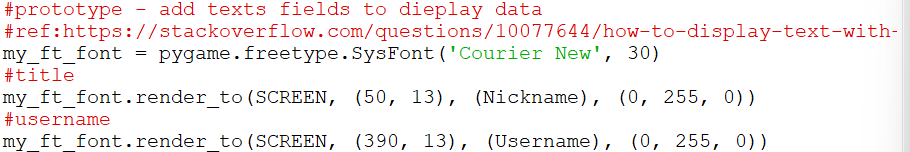 #prototype - add texts fields to dieplay data
#ref:https://stackoverflow.com/questions/10077644/how-to-display-text-with-
my_ft_font = pygame.freetype.SysFont('Courier New', 30)
#title
my_ft_font.render_to(SCREEN, (50, 13), (Nickname), (0, 255, 0))
#username
my_ft_font.render_to(SCREEN, (390, 13), (Username), (0, 255, 0))